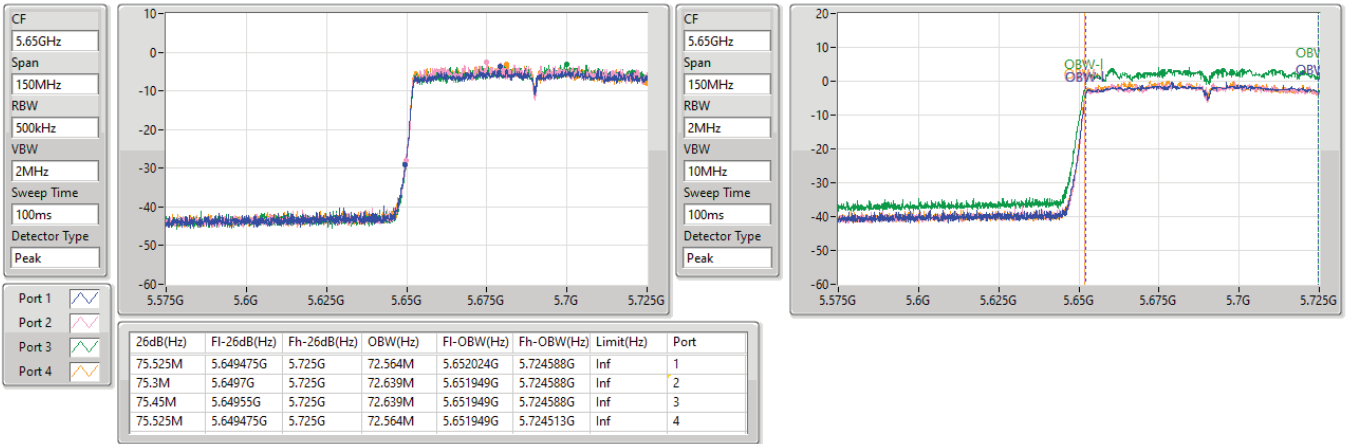 CF
5.65GHz
Span
150MHz
RBW
500kHz
VBW
2MHz
Sweep Time
100ms
Detector Type
Peak
10
0
-10
-20
-30
-40
-50
-60
5.575G 5.6G 5.625G 5.65G 5.675G 5.7G 5.725G
CF
5.65GHz
Span
150MHz
RBW
2MHz
VBW
10MHz
Sweep Time
100ms
Detector Type
Peak
20
10
0
-10
-20
-30
-40
-50
-60
OBW-l
OBW-l
OBV
OBV
5.575G 5.6G 5.625G 5.65G 5.675G 5.7G 5.725G
Port 1
Port 2
Port 3
Port 4
26dB(Hz) Fl-26dB(Hz) Fh-26dB(Hz) OBW(Hz) Fl-OBW(Hz) Fh-OBW(Hz) Limit(Hz) Port
75.525M 5.649475G 5.725G 72.564M 5.652024G 5.724588G Inf 1
75.3M 5.6497G 5.725G 72.639M 5.651949G 5.724588G Inf 2
75.45M 5.64955G 5.725G 72.639M 5.651949G 5.724588G Inf 3
75.525M 5.649475G 5.725G 72.564M 5.651949G 5.724513G Inf 4